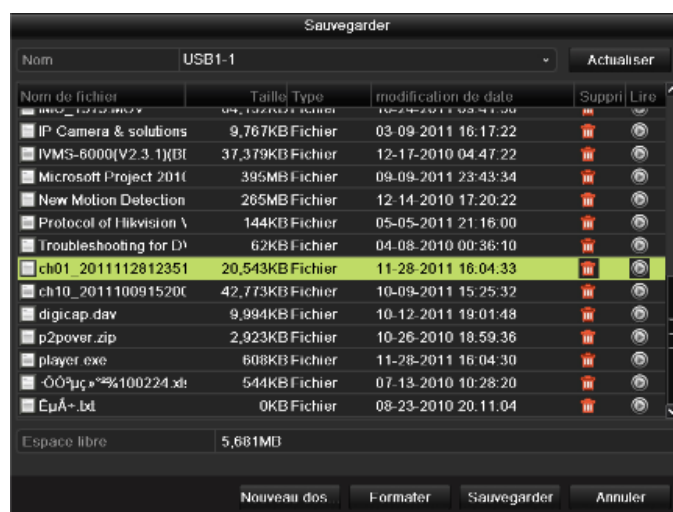 Sauvegarder
Nom USB1-1 Actualiser
Nom de fichier Taille Type modification de date Suppri Lire
IP Camera & solutions 9,767KB Fichier 03-09-2011 16:17:22
IVMS-6000(V2.3.1)(BE 37,379KB Fichier 12-17-2010 04:47:22
Microsoft Project 201( 395MB Fichier 09-09-2011 23:43:34
New Motion Detection 265MB Fichier 12-14-2010 17:20:22
Protocol of Hikvision \ 144KB Fichier 05-05-2011 21:16:00
Troubleshooting for D\ 62KB Fichier 04-08-2010 00:36:10
ch01_2011112812351 20,543KB Fichier 11-28-2011 16:04:33
ch10_2011100915200 42,773KB Fichier 10-09-2011 15:25:32
digicap.dav 9,994KB Fichier 10-12-2011 19:01:48
p2pover.zip 2,923KB Fichier 10-26-2010 18:59:36
player.exe 608KB Fichier 11-28-2011 16:04:30
544KB Fichier 07-13-2010 10:28:20
ÊµÃ÷.txt 0KB Fichier 08-23-2010 20:11:04
Espace libre 5,681MB
Nouveau dos... Formater Sauvegarder Annuler